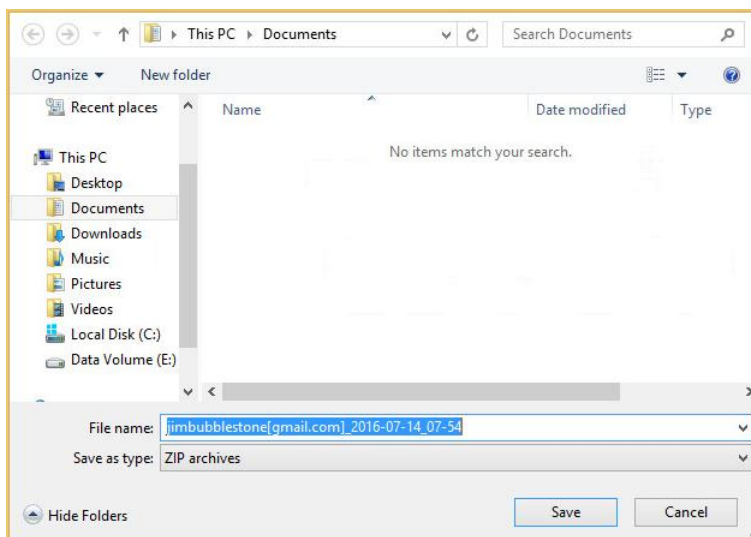 This PC Documents
Search Documents
Organize
New folder
Recent places
Name
Date modified
Type
No items match your search.
This PC
Desktop
Documents
Downloads
Music
Pictures
Videos
Local Disk (C:)
Data Volume (E:)
File name: jimbubblestone[gmail.com]_2016-07-14_07-54
Save as type: ZIP archives
Hide Folders
Save
Cancel